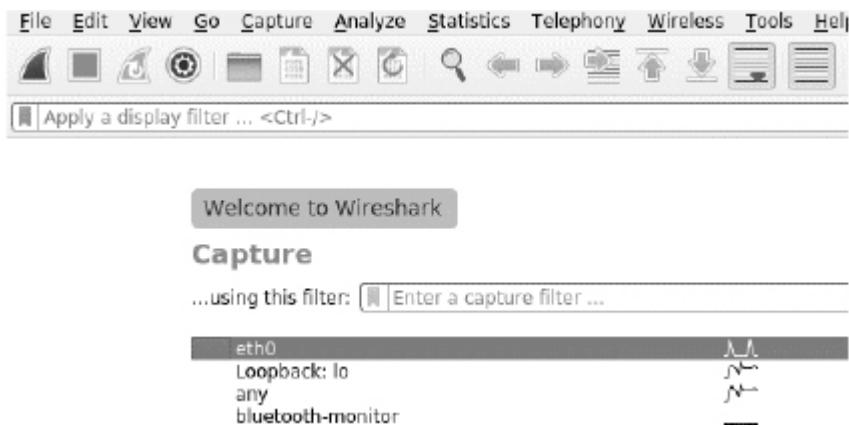 File Edit View Go Capture Analyze Statistics Telephony Wireless Tools Help
Apply a display filter ... <Ctrl-/>
Welcome to Wireshark
Capture
...using this filter: Enter a capture filter ...
eth0
Loopback: lo
any
bluetooth-monitor